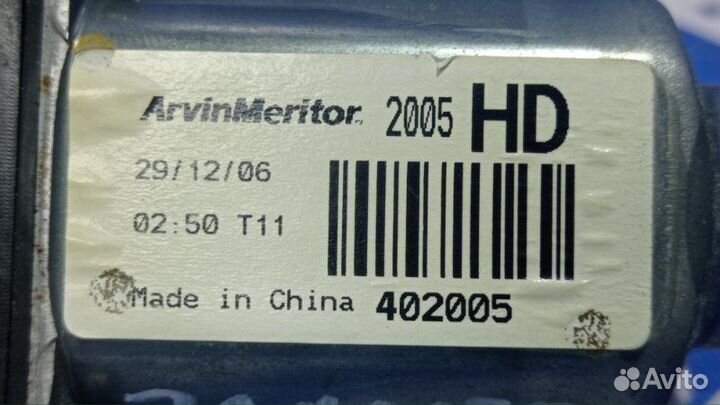 ArvinMeritor 2005 HD
29/12/06
02:50 T11
Made in China 402005
Avito